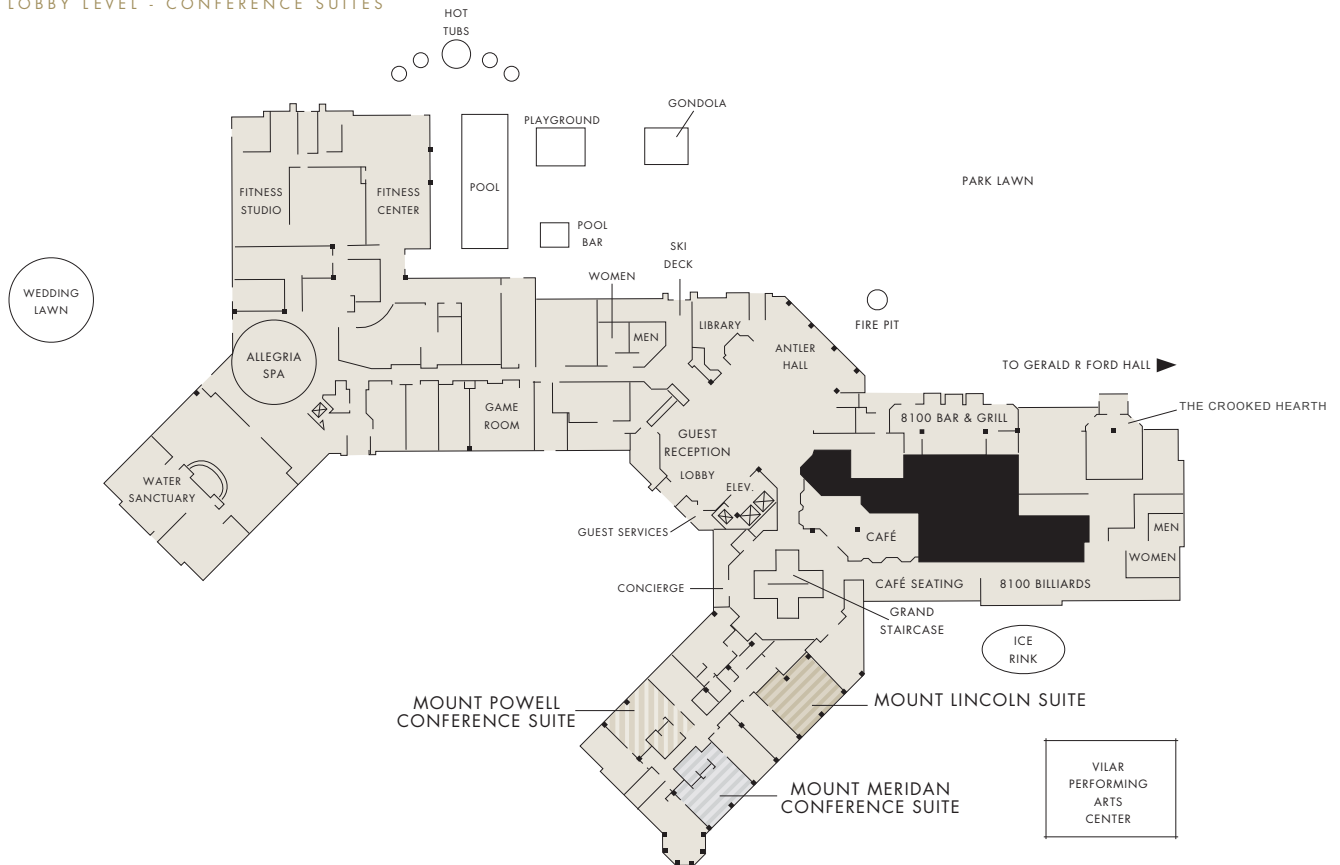 LOBBY LEVEL - CONFERENCE SUITES
HOT
TUBS
GONDOLA
PLAYGROUND
PARK LAWN
FITNESS
STUDIO
FITNESS
CENTER
POOL
POOL
BAR
SKI
DECK
WOMEN
WEDDING
LAWN
LIBRARY
MEN
FIRE PIT
ANTLER
HALL
ALLEGRIA
SPA
TO GERALD R FORD HALL
THE CROOKED HEARTH
GAME
ROOM
8100 BAR & GRILL
GUEST
RECEPTION
LOBBY
ELEV.
WATER
SANCTUARY
GUEST SERVICES
CAFÉ
MEN
WOMEN
CONCIERGE
CAFÉ SEATING
8100 BILLIARDS
GRAND
STAIRCASE
ICE
RINK
MOUNT POWELL
CONFERENCE SUITE
MOUNT LINCOLN SUITE
MOUNT MERIDAN
CONFERENCE SUITE
VILAR
PERFORMING
ARTS
CENTER